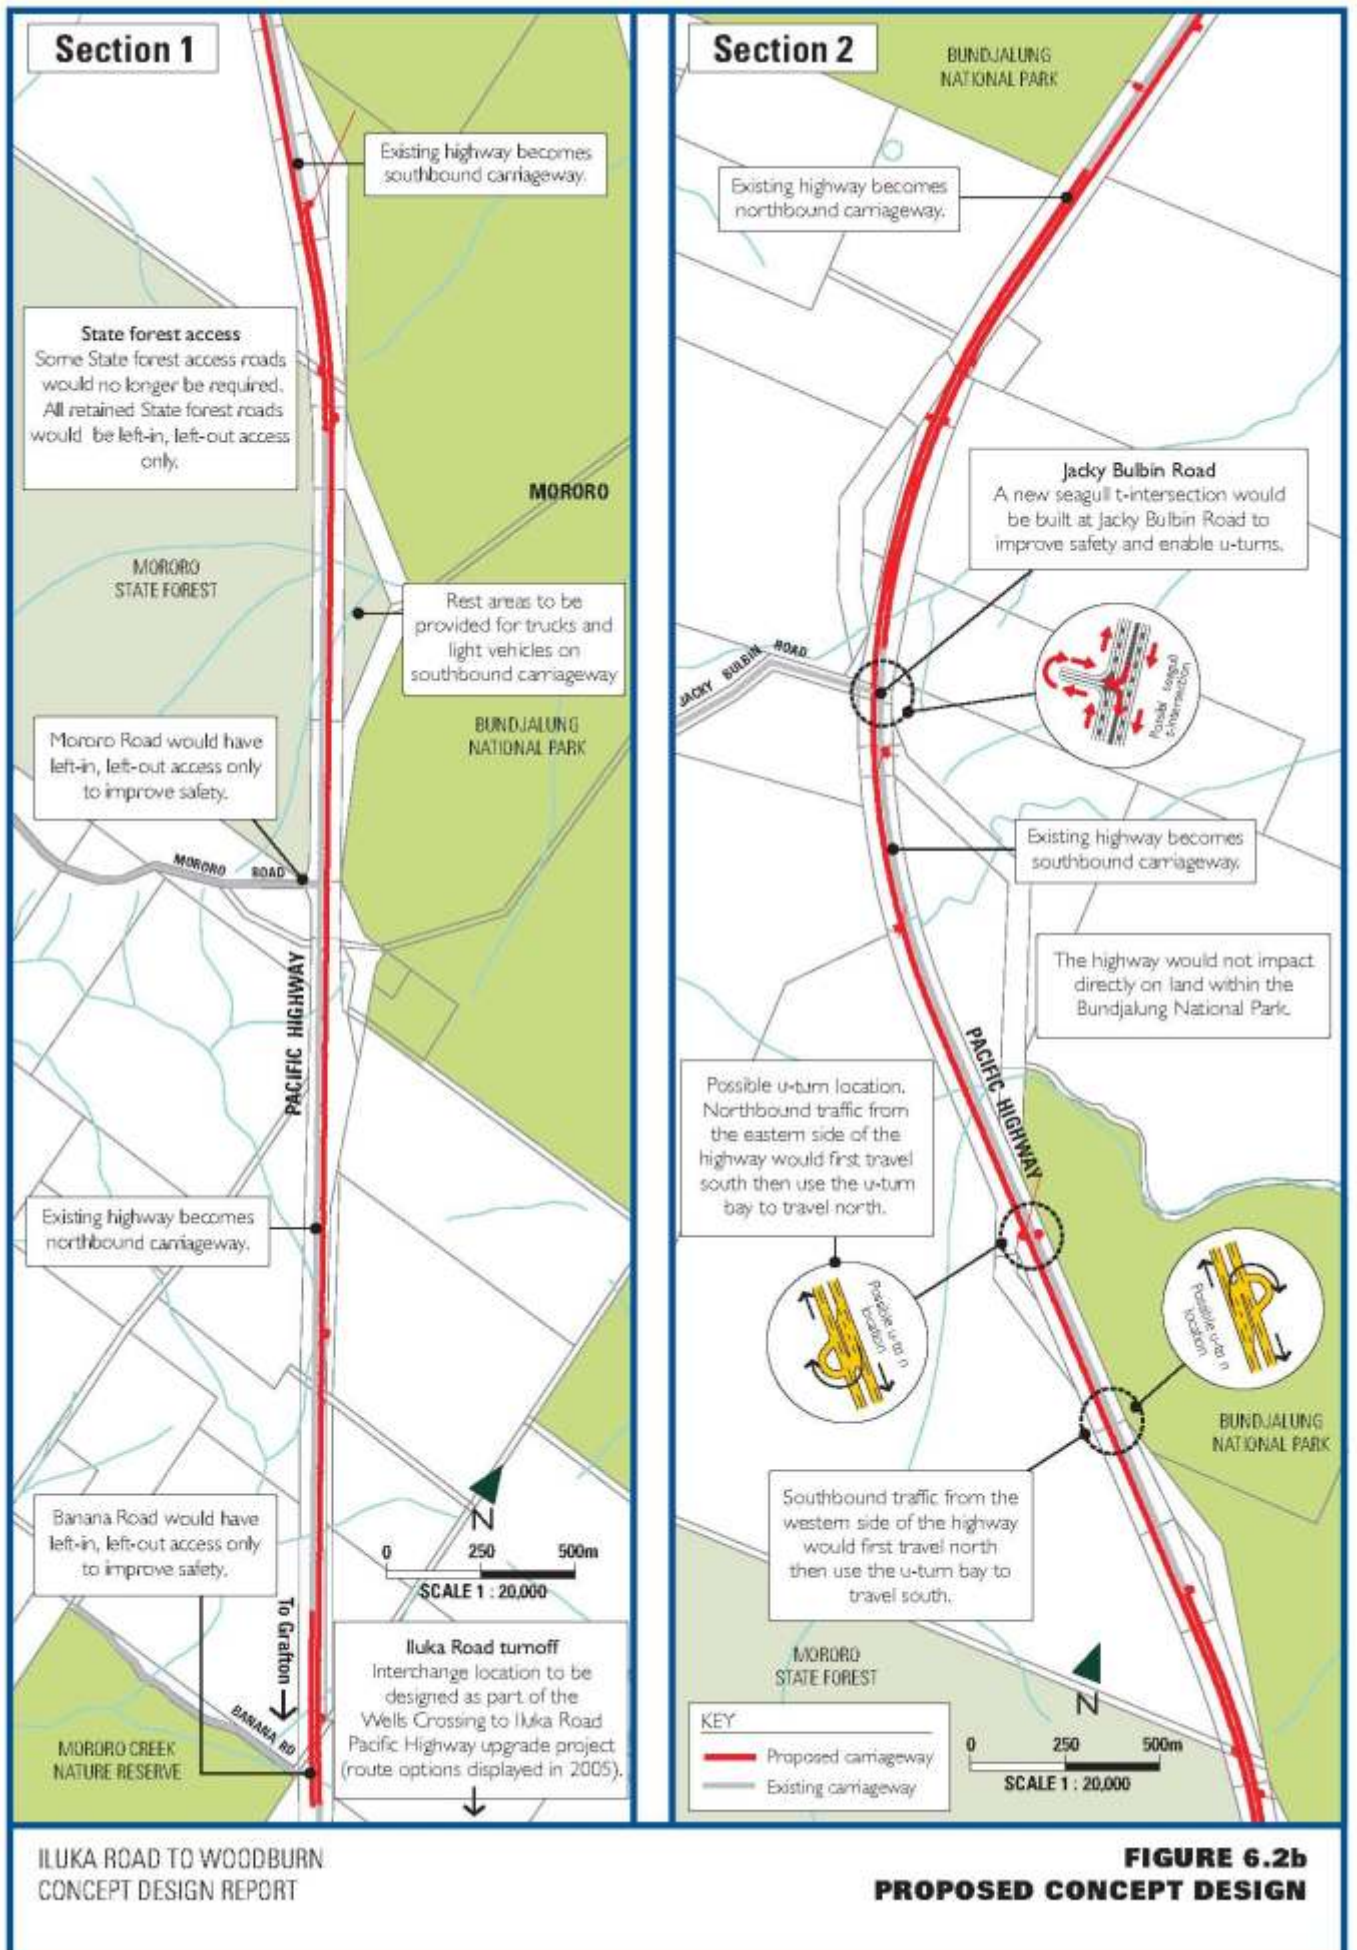 Section 1
Existing highway becomes
southbound carriageway.
State forest access
Some State forest access roads
would no longer be required.
All retained State forest roads
would be left-in, left-out access
only.
MORORO
MORORO
STATE FOREST
Rest areas to be
provided for trucks and
light vehicles on
southbound carriageway
BUNDJALUNG
NATIONAL PARK
Mororo Road would have
left-in, left-out access only
to improve safety.
MORORO ROAD
PACIFIC HIGHWAY
Existing highway becomes
northbound carriageway.
Banana Road would have
left-in, left-out access only
to improve safety.
N
0 250 500m
SCALE 1 : 20,000
To Grafton
Iluka Road turnoff
Interchange location to be
designed as part of the
Wells Crossing to Iluka Road
Pacific Highway upgrade project
(route options displayed in 2005).
BANANA RD
MORORO CREEK
NATURE RESERVE
Section 2
BUNDJALUNG
NATIONAL PARK
Existing highway becomes
northbound carriageway.
Jacky Bulbin Road
A new seagull t-intersection would
be built at Jacky Bulbin Road to
improve safety and enable u-turns.
JACKY BULBIN ROAD
Possibl seagull
t-intersection
Existing highway becomes
southbound carriageway.
The highway would not impact
directly on land within the
Bundjalung National Park.
PACIFIC HIGHWAY
Possible u-turn location.
Northbound traffic from
the eastern side of the
highway would first travel
south then use the u-turn
bay to travel north.
Possible u-tu n
location
Possible u-tu n
location
BUNDJALUNG
NATIONAL PARK
Southbound traffic from the
western side of the highway
would first travel north
then use the u-turn bay to
travel south.
MORORO
STATE FOREST
N
KEY
Proposed carriageway
Existing carriageway
0 250 500m
SCALE 1 : 20,000
ILUKA ROAD TO WOODBURN
CONCEPT DESIGN REPORT
FIGURE 6.2b
PROPOSED CONCEPT DESIGN